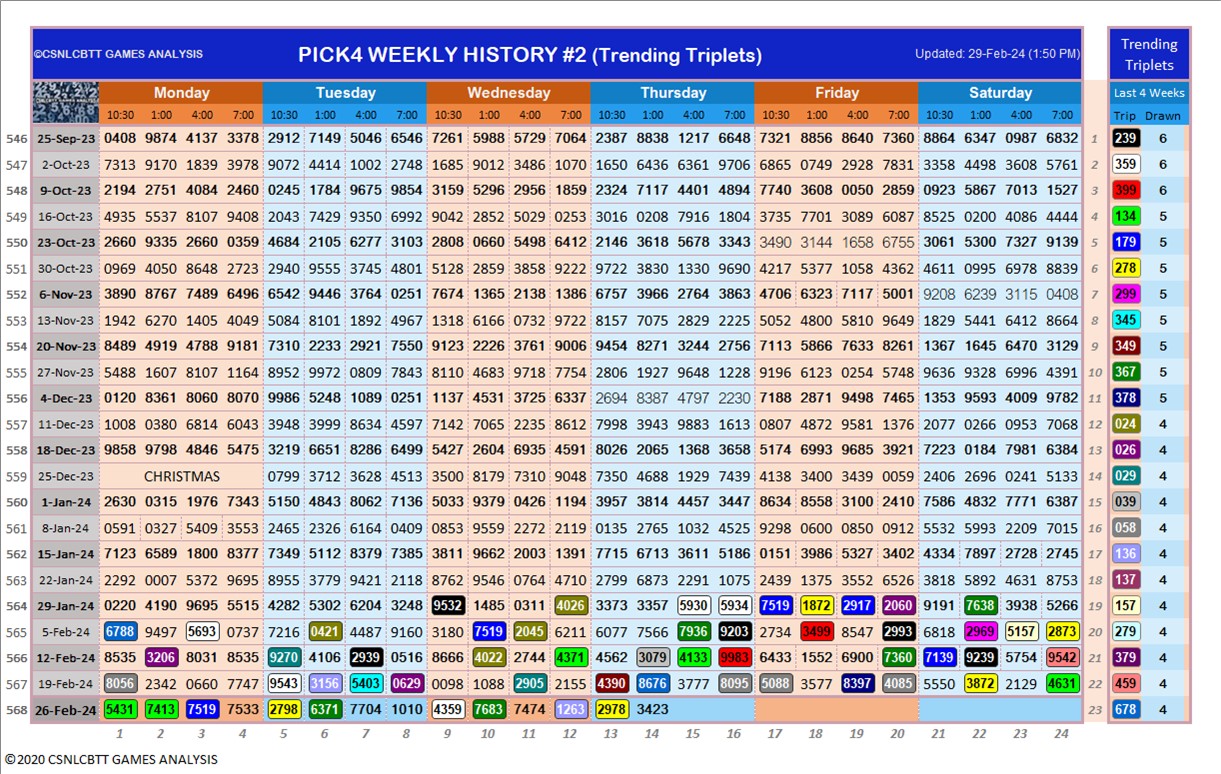 ©CSNLCBTT GAMES ANALYSIS PICK4 WEEKLY HISTORY #2 (Trending Triplets) Updated: 29-Feb-24 (1:50 PM) Trending Triplets
Monday Tuesday Wednesday Thursday Friday Saturday Last 4 Weeks
10:30 1:00 4:00 7:00 10:30 1:00 4:00 7:00 10:30 1:00 4:00 7:00 10:30 1:00 4:00 7:00 10:30 1:00 4:00 7:00 10:30 1:00 4:00 7:00 Trip Drawn
546 25-Sep-23 0408 9874 4137 3378 2912 7149 5046 6546 7261 5988 5729 7064 2387 8838 1217 6648 7321 8856 8640 7360 8864 6347 0987 6832 1 239 6
547 2-Oct-23 7313 9170 1839 3978 9072 4414 1002 2748 1685 9012 3486 1070 1650 6436 6361 9706 6865 0749 2928 7831 3358 4498 3608 5761 2 359 6
548 9-Oct-23 2194 2751 4084 2460 0245 1784 9675 9854 3159 5296 2956 1859 2324 7117 4401 4894 7740 3608 0050 2859 0923 5867 7013 1527 3 399 6
549 16-Oct-23 4935 5537 8107 9408 2043 7429 9350 6992 9042 2852 5029 0253 3016 0208 7916 1804 3735 7701 3089 6087 8525 0200 4086 4444 4 134 5
550 23-Oct-23 2660 9335 2660 0359 4684 2105 6277 3103 2808 0660 5498 6412 2146 3618 5678 3343 3490 3144 1658 6755 3061 5300 7327 9139 5 179 5
551 30-Oct-23 0969 4050 8648 2723 2940 9555 3745 4801 5128 2859 3858 9222 9722 3830 1330 9690 4217 5377 1058 4362 4611 0995 6978 8839 6 278 5
552 6-Nov-23 3890 8767 7489 6496 6542 9446 3764 0251 7674 1365 2138 1386 6757 3966 2764 3863 4706 6323 7117 5001 9208 6239 3115 0408 7 299 5
553 13-Nov-23 1942 6270 1405 4049 5084 8101 1892 4967 1318 6166 0732 9722 8157 7075 2829 2225 5052 4800 5810 9649 1829 5441 6412 8664 8 345 5
554 20-Nov-23 8489 4919 4788 9181 7310 2233 2921 7550 9123 2226 3761 9006 9454 8271 3244 2756 7113 5866 7633 8261 1367 1645 6470 3129 9 349 5
555 27-Nov-23 5488 1607 8107 1164 8952 9972 0809 7843 8110 4683 9718 7754 2806 1927 9648 1228 9196 6123 0254 5748 9636 9328 6996 4391 10 367 5
556 4-Dec-23 0120 8361 8060 8070 9986 5248 1089 0251 1137 4531 3725 6337 2694 8387 4797 2230 7188 2871 9498 7465 1353 9593 4009 9782 11 378 5
557 11-Dec-23 1008 0380 6814 6043 3948 3999 8634 4597 7142 7065 2235 8612 7998 3943 9883 1613 0807 4872 9581 1376 2077 0266 0953 7068 12 024 4
558 18-Dec-23 9858 9798 4846 5475 3219 6651 8286 6499 5427 2604 6935 4591 8026 2065 1368 3658 5174 6993 9685 3921 7223 0184 7981 6384 13 026 4
559 25-Dec-23 CHRISTMAS 0799 3712 3628 4513 3500 8179 7310 9048 7350 4688 1929 7439 4138 3400 3439 0059 2406 2696 0241 5133 14 029 4
560 1-Jan-24 2630 0315 1976 7343 5150 4843 8062 7136 5033 9379 0426 1194 3957 3814 4457 3447 8634 8558 3100 2410 7586 4832 7771 6387 15 039 4
561 8-Jan-24 0591 0327 5409 3553 2465 2326 6164 0409 0853 9559 2272 2119 0135 2765 1032 4525 9298 0600 0850 0912 5532 5993 2209 7015 16 058 4
562 15-Jan-24 7123 6589 1800 8377 7349 5112 8379 7385 3811 9662 2003 1391 7715 6713 3611 5186 0151 3986 5327 3402 4334 7897 2728 2745 17 136 4
563 22-Jan-24 2292 0007 5372 9695 8955 3779 9421 2118 8762 9546 0764 4710 2799 6873 2291 1075 2439 1375 3552 6526 3818 5892 4631 8753 18 137 4
564 29-Jan-24 0220 4190 9695 5515 4282 5302 6204 3248 9532 1485 0311 4026 3373 3357 5930 5934 7519 1872 2917 2060 9191 7638 3938 5266 19 157 4
565 5-Feb-24 6788 9497 5693 0737 7216 0421 4487 9160 3180 7519 2045 6211 6077 7566 7936 9203 2734 3499 8547 2993 6818 2969 5157 2873 20 279 4
566 12-Feb-24 8535 3206 8031 8535 9270 4106 2939 0516 8666 4022 2744 4371 4562 3079 4133 9983 6433 1552 6900 7360 7139 9239 5754 9542 21 379 4
567 19-Feb-24 8056 2342 0660 7747 9543 3156 5403 0629 0098 1088 2905 2155 4390 8676 3777 8095 5088 3577 8397 4085 5550 3872 2129 4631 22 459 4
568 26-Feb-24 5431 7413 7519 7533 2798 6371 7704 1010 4359 7683 7474 1263 2978 3423 23 678 4
1 2 3 4 5 6 7 8 9 10 11 12 13 14 15 16 17 18 19 20 21 22 23 24
©2020 CSNLCBTT GAMES ANALYSIS